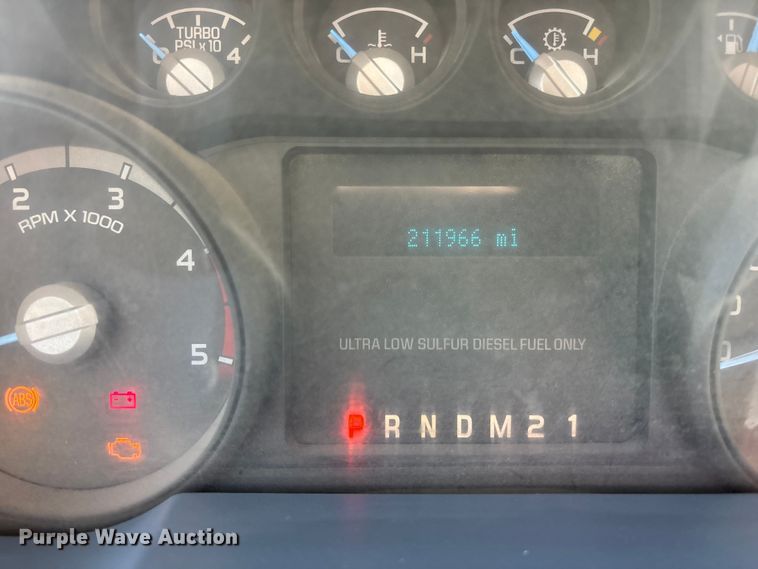 TURBO
PSI x 10
0 4
C H
C H
2 3
RPM X 1000
4
5
211966 mi
ULTRA LOW SULFUR DIESEL FUEL ONLY
ABS
P R N D M 2 1
Purple Wave Auction